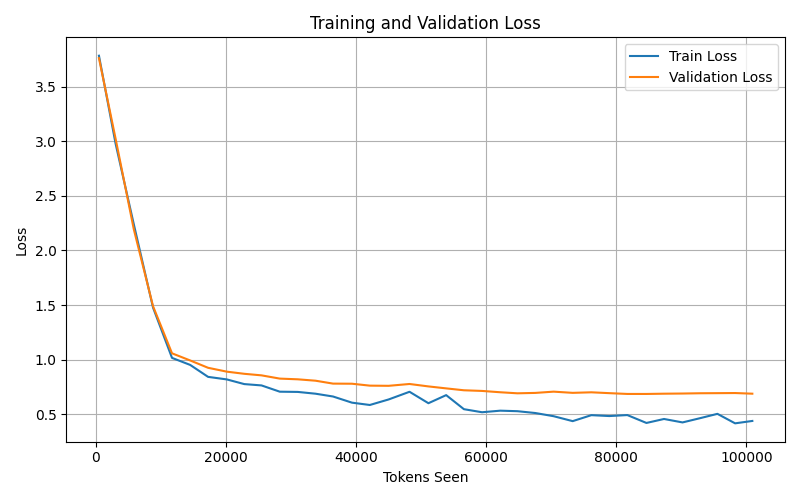 Training and Validation Loss
Train Loss
Validation Loss
3.5
3.0
2.5
2.0
1.5
1.0
0.5
Loss
0 20000 40000 60000 80000 100000
Tokens Seen